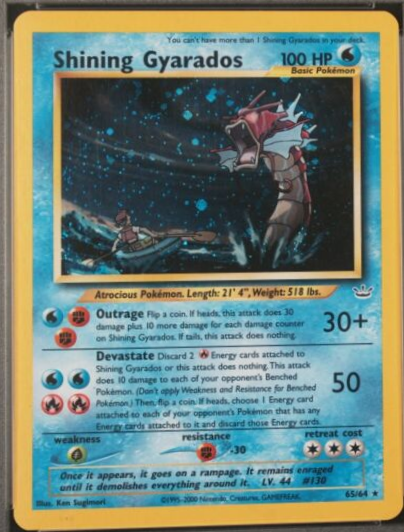 You can't have more than 1 Shining Gyarados in your deck.
Shining Gyarados 100 HP
Basic Pokémon
Atrocious Pokémon. Length: 21' 4", Weight: 518 lbs.
Outrage Flip a coin. If heads, this attack does 30
damage plus 10 more damage for each damage counter
on Shining Gyarados. If tails, this attack does nothing.
30+
Devastate Discard 2 Energy cards attached to
Shining Gyarados or this attack does nothing. This attack
does 10 damage to each of your opponent's Benched
Pokémon. (Don't apply Weakness and Resistance for Benched
Pokémon.) Then, flip a coin. If heads, choose 1 Energy card
attached to each of your opponent's Pokémon that has any
Energy cards attached to it and discard those Energy cards.
50
weakness resistance retreat cost
-30
Once it appears, it goes on a rampage. It remains enraged
until it demolishes everything around it. LV. 44 #130
Illus. Ken Sugimori ©1995-2000 Nintendo, Creatures, GAMEFREAK. 65/64 ★